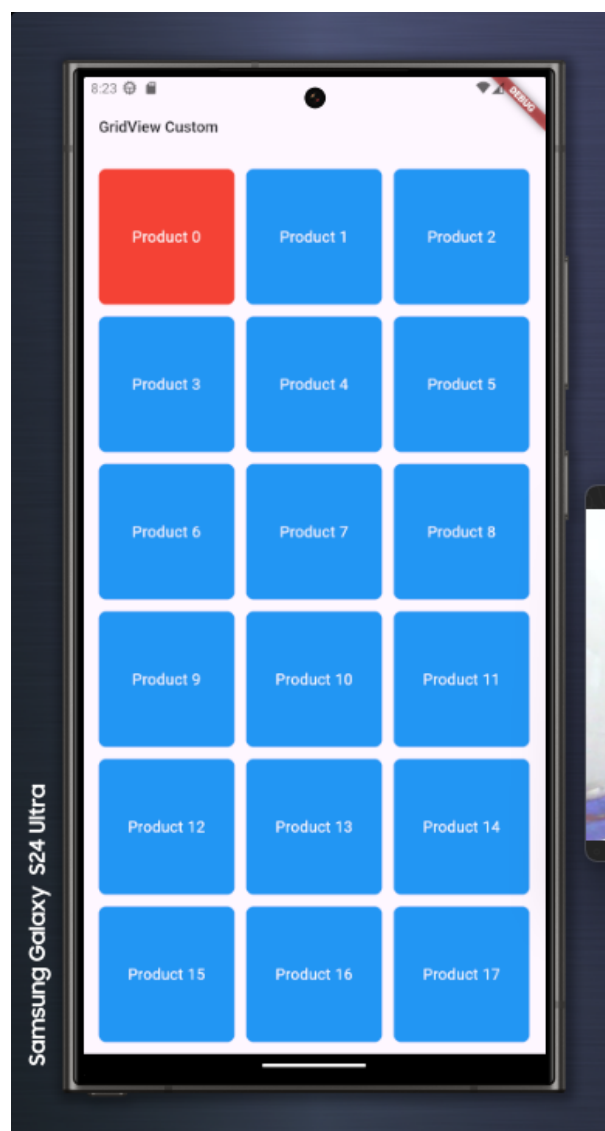 8:23
DEBUG
GridView Custom
Product 0
Product 1
Product 2
Product 3
Product 4
Product 5
Product 6
Product 7
Product 8
Product 9
Product 10
Product 11
Product 12
Product 13
Product 14
Product 15
Product 16
Product 17
Samsung Galaxy S24 Ultra